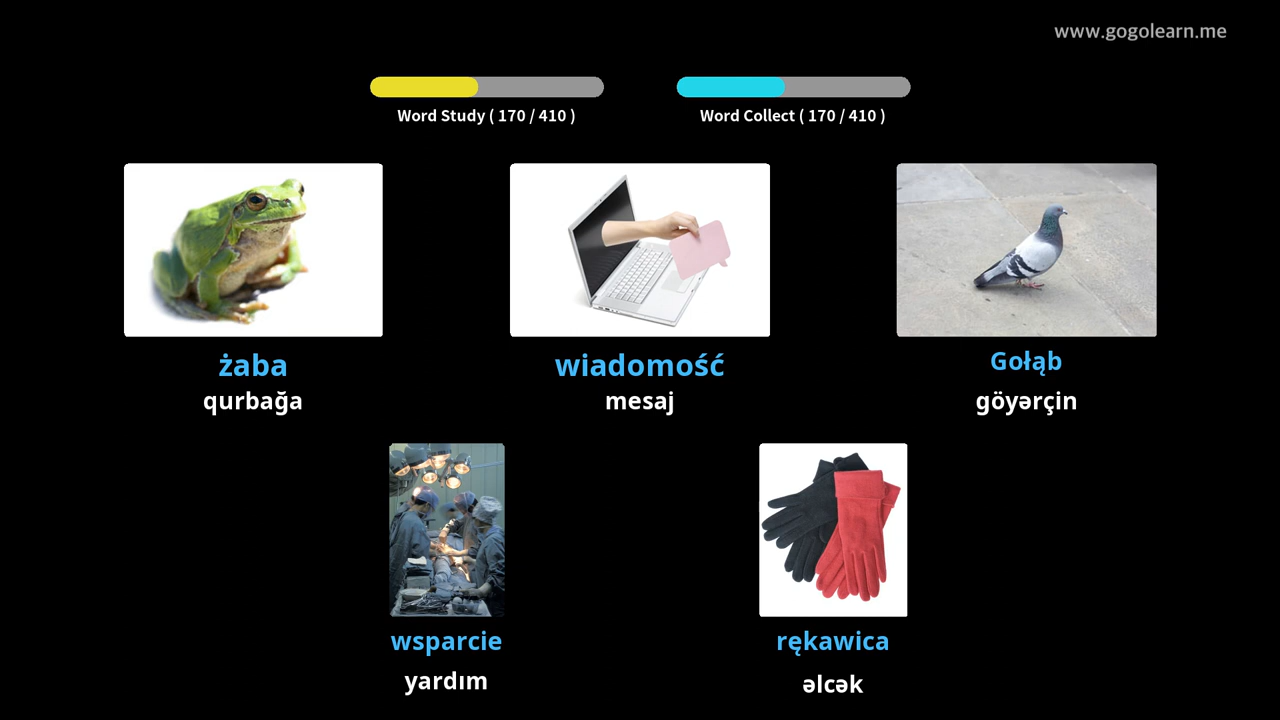 www.gogolearn.me
Word Study ( 170 / 410 )
Word Collect ( 170 / 410 )
żaba
qurbağa
wiadomość
mesaj
Gołąb
göyərçin
wsparcie
yardım
rękawica
əlcək